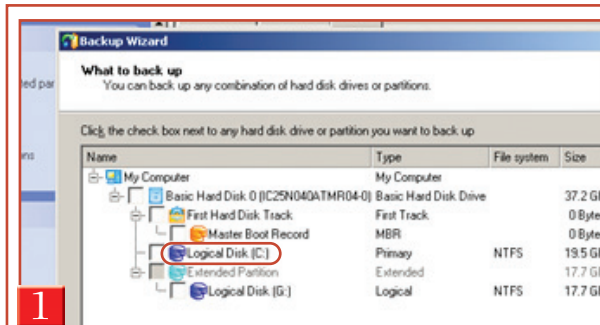 Backup Wizard
What to back up
You can back up any combination of hard disk drives or partitions.
ted par
Click the check box next to any hard disk drive or partition you want to back up
ns
Name Type File system Size
My Computer My Computer
Basic Hard Disk 0 (IC25N040ATMR04-0) Basic Hard Disk Drive 37.2 G
First Hard Disk Track First Track 0 Byte
Master Boot Record MBR 0 Byte
Logical Disk (C:) Primary NTFS 19.5 G
Extended Partition Extended 17.7 G
Logical Disk (G:) Logical NTFS 17.7 G
1